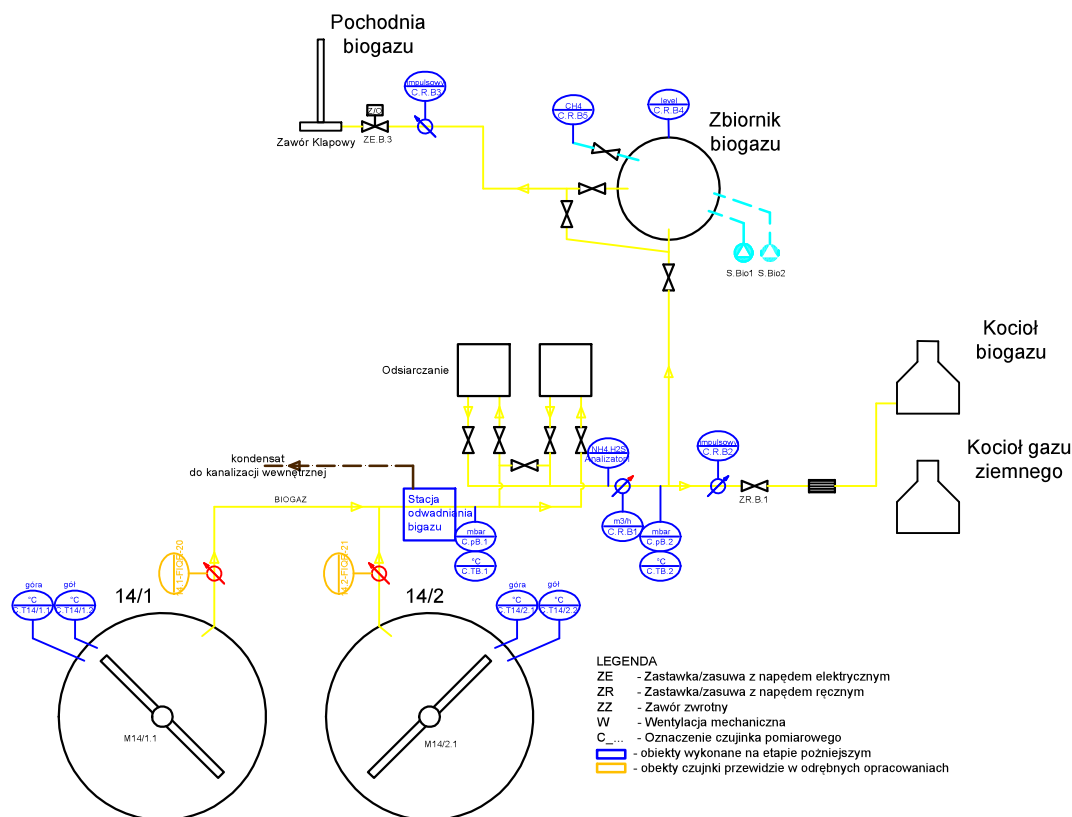 Pochodnia
biogazu
impulsowy
C.R.B3
Z/O
Zawór Klapowy
ZE.B.3
CH4
C.R.B5
level
C.R.B4
Zbiornik
biogazu
S.Bio1
S.Bio2
Odsiarczanie
Kocioł
biogazu
Kocioł gazu
ziemnego
kondensat
do kanalizacji wewnętrznej
NH4.H2S
Analizator
impulsowy
C.R.B2
ZR.B.1
BIOGAZ
Stacja
odwadniania
bigazu
mbar
C.pB.1
°C
C.TB.1
m3/h
C.R.B1
mbar
C.pB.2
°C
C.TB.2
góra
gół
°C
C.T14/1.1
°C
C.T14/1.2
14/1
14/2
góra
gół
°C
C.T14/2.1
°C
C.T14/2.2
M14/1.1
M14/2.1
LEGENDA
ZE - Zastawka/zasuwa z napędem elektrycznym
ZR - Zastawka/zasuwa z napędem ręcznym
ZZ - Zawór zwrotny
W - Wentylacja mechaniczna
C_... - Oznaczenie czujinka pomiarowego
- obiekty wykonane na etapie pożniejszym
- obekty czujnki przewidzie w odrębnych opracowaniach